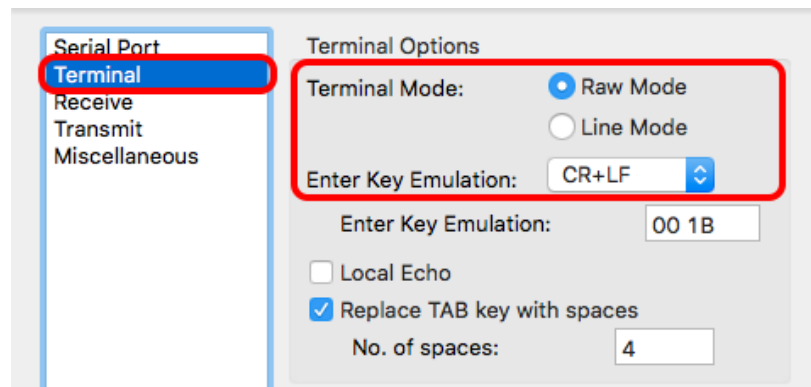 Serial Port
Terminal
Receive
Transmit
Miscellaneous
Terminal Options
Terminal Mode: Raw Mode
Line Mode
Enter Key Emulation: CR+LF
Enter Key Emulation: 00 1B
Local Echo
Replace TAB key with spaces
No. of spaces: 4